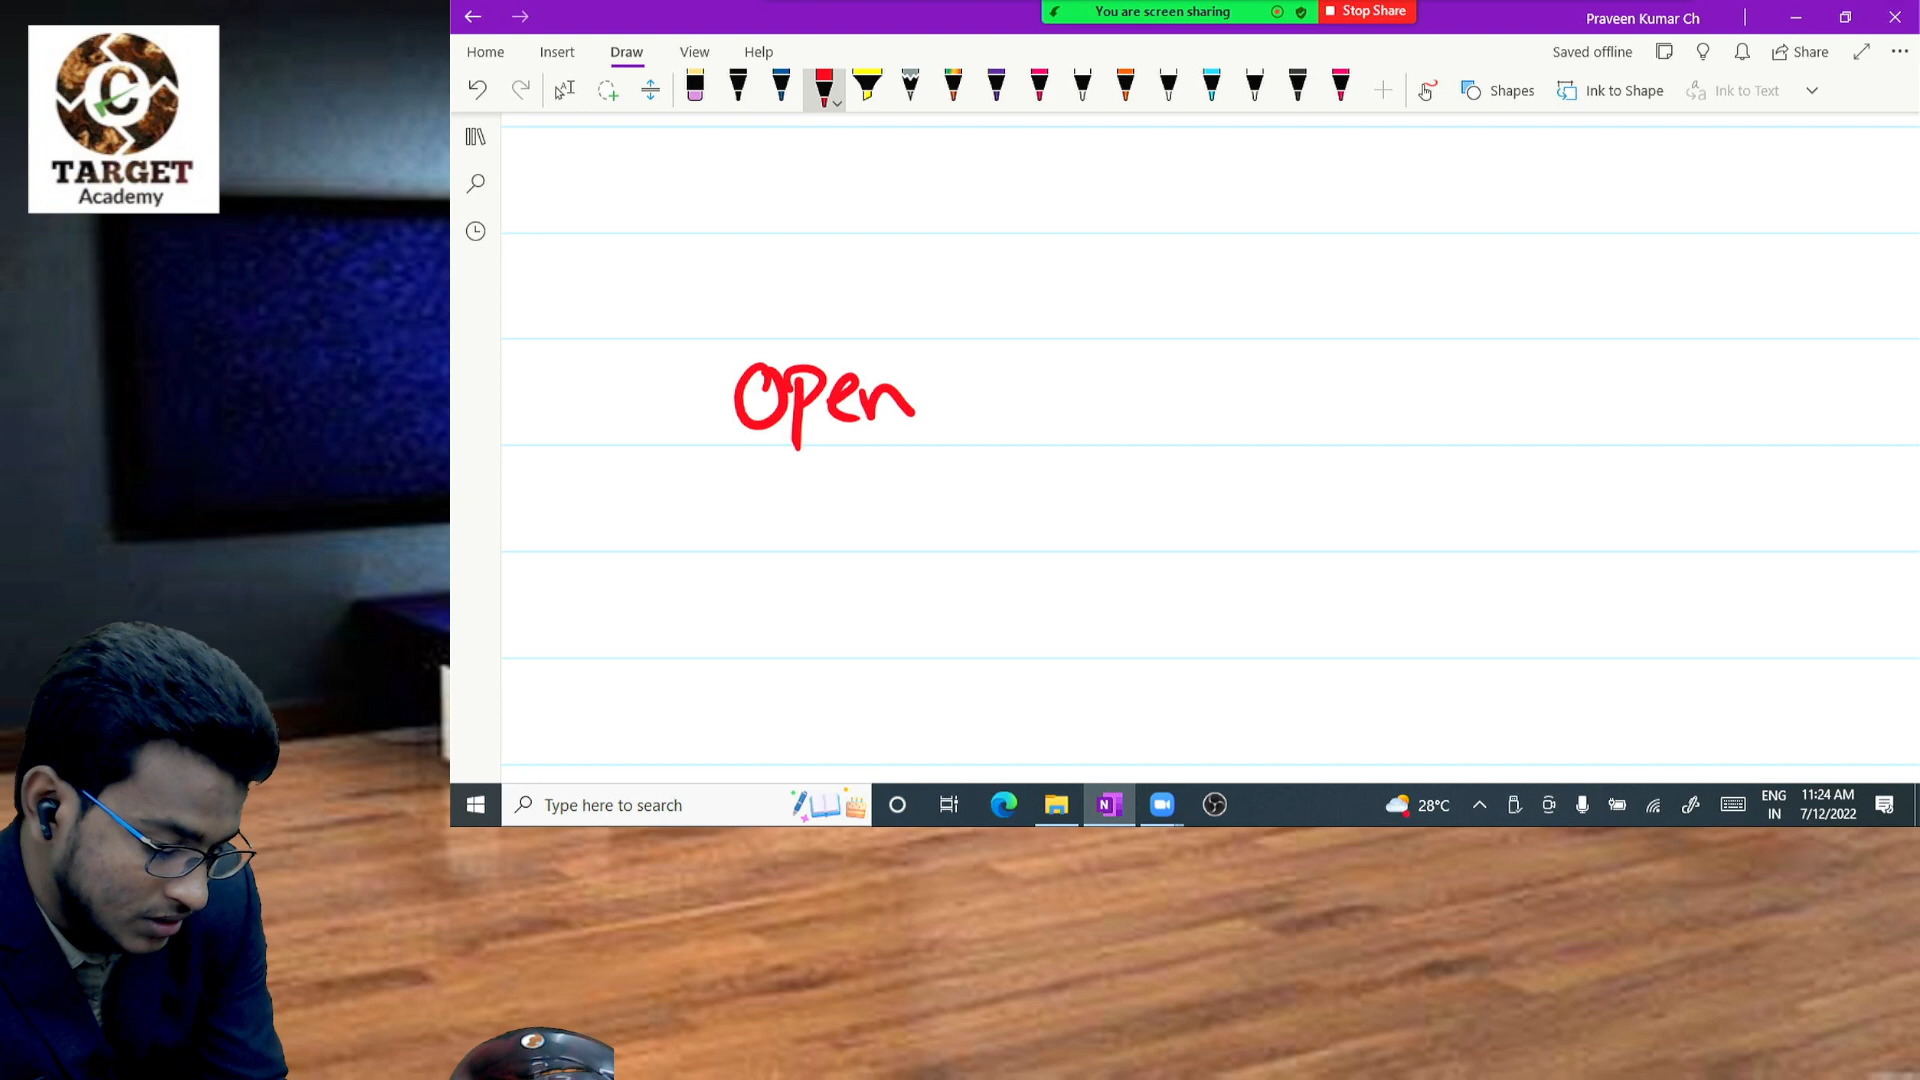 You are screen sharing
Stop Share
Praveen Kumar Ch
Home Insert Draw View Help
Saved offline
Share
Shapes
Ink to Shape
Ink to Text
C
TARGET
Academy
Open
Type here to search
N
28°C
ENG
IN
11:24 AM
7/12/2022